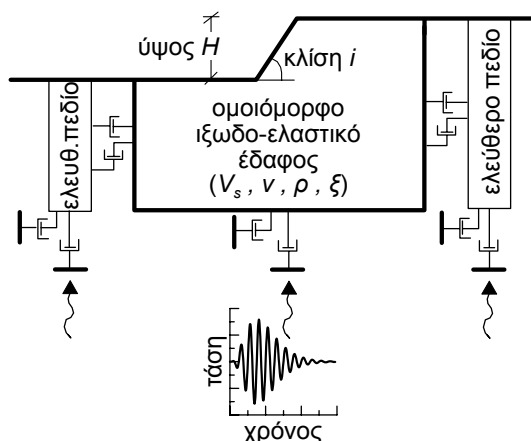 ύψος H
κλίση i
ελευθ.πεδίο
ομοιόμορφο
ιξωδο-ελαστικό
έδαφος
(Vs , ν , ρ , ξ)
ελεύθερο πεδίο
τάση
χρόνος